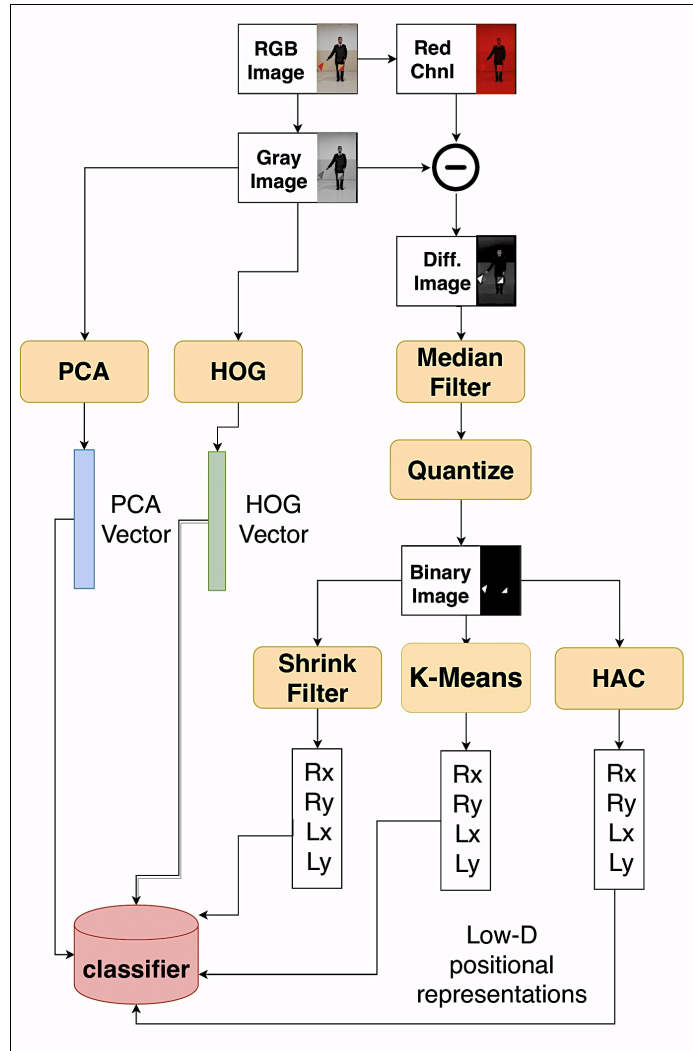 RGB
Image
Red
Chnl
Gray
Image
Diff.
Image
PCA
HOG
Median
Filter
Quantize
PCA
Vector
HOG
Vector
Binary
Image
Shrink
Filter
K-Means
HAC
Rx
Ry
Lx
Ly
Rx
Ry
Lx
Ly
Rx
Ry
Lx
Ly
classifier
Low-D
positional
representations